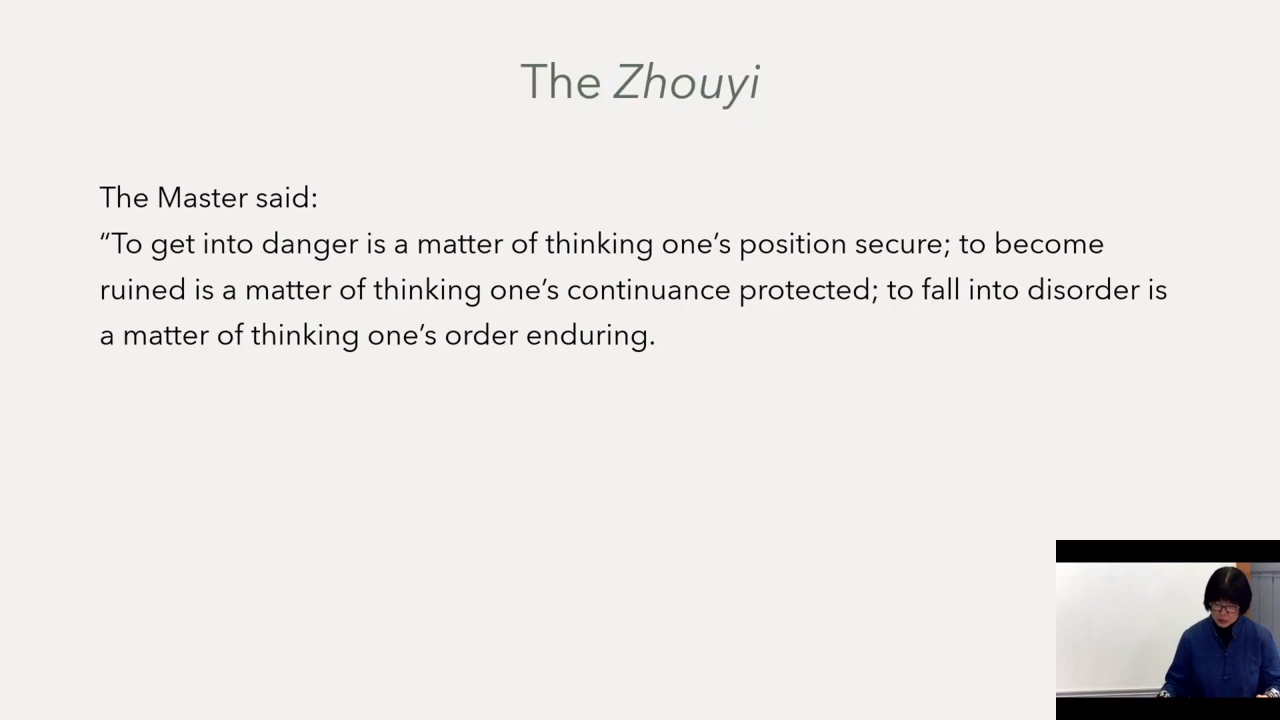 The Zhouyi
The Master said:
“To get into danger is a matter of thinking one’s position secure; to become
ruined is a matter of thinking one’s continuance protected; to fall into disorder is
a matter of thinking one’s order enduring.